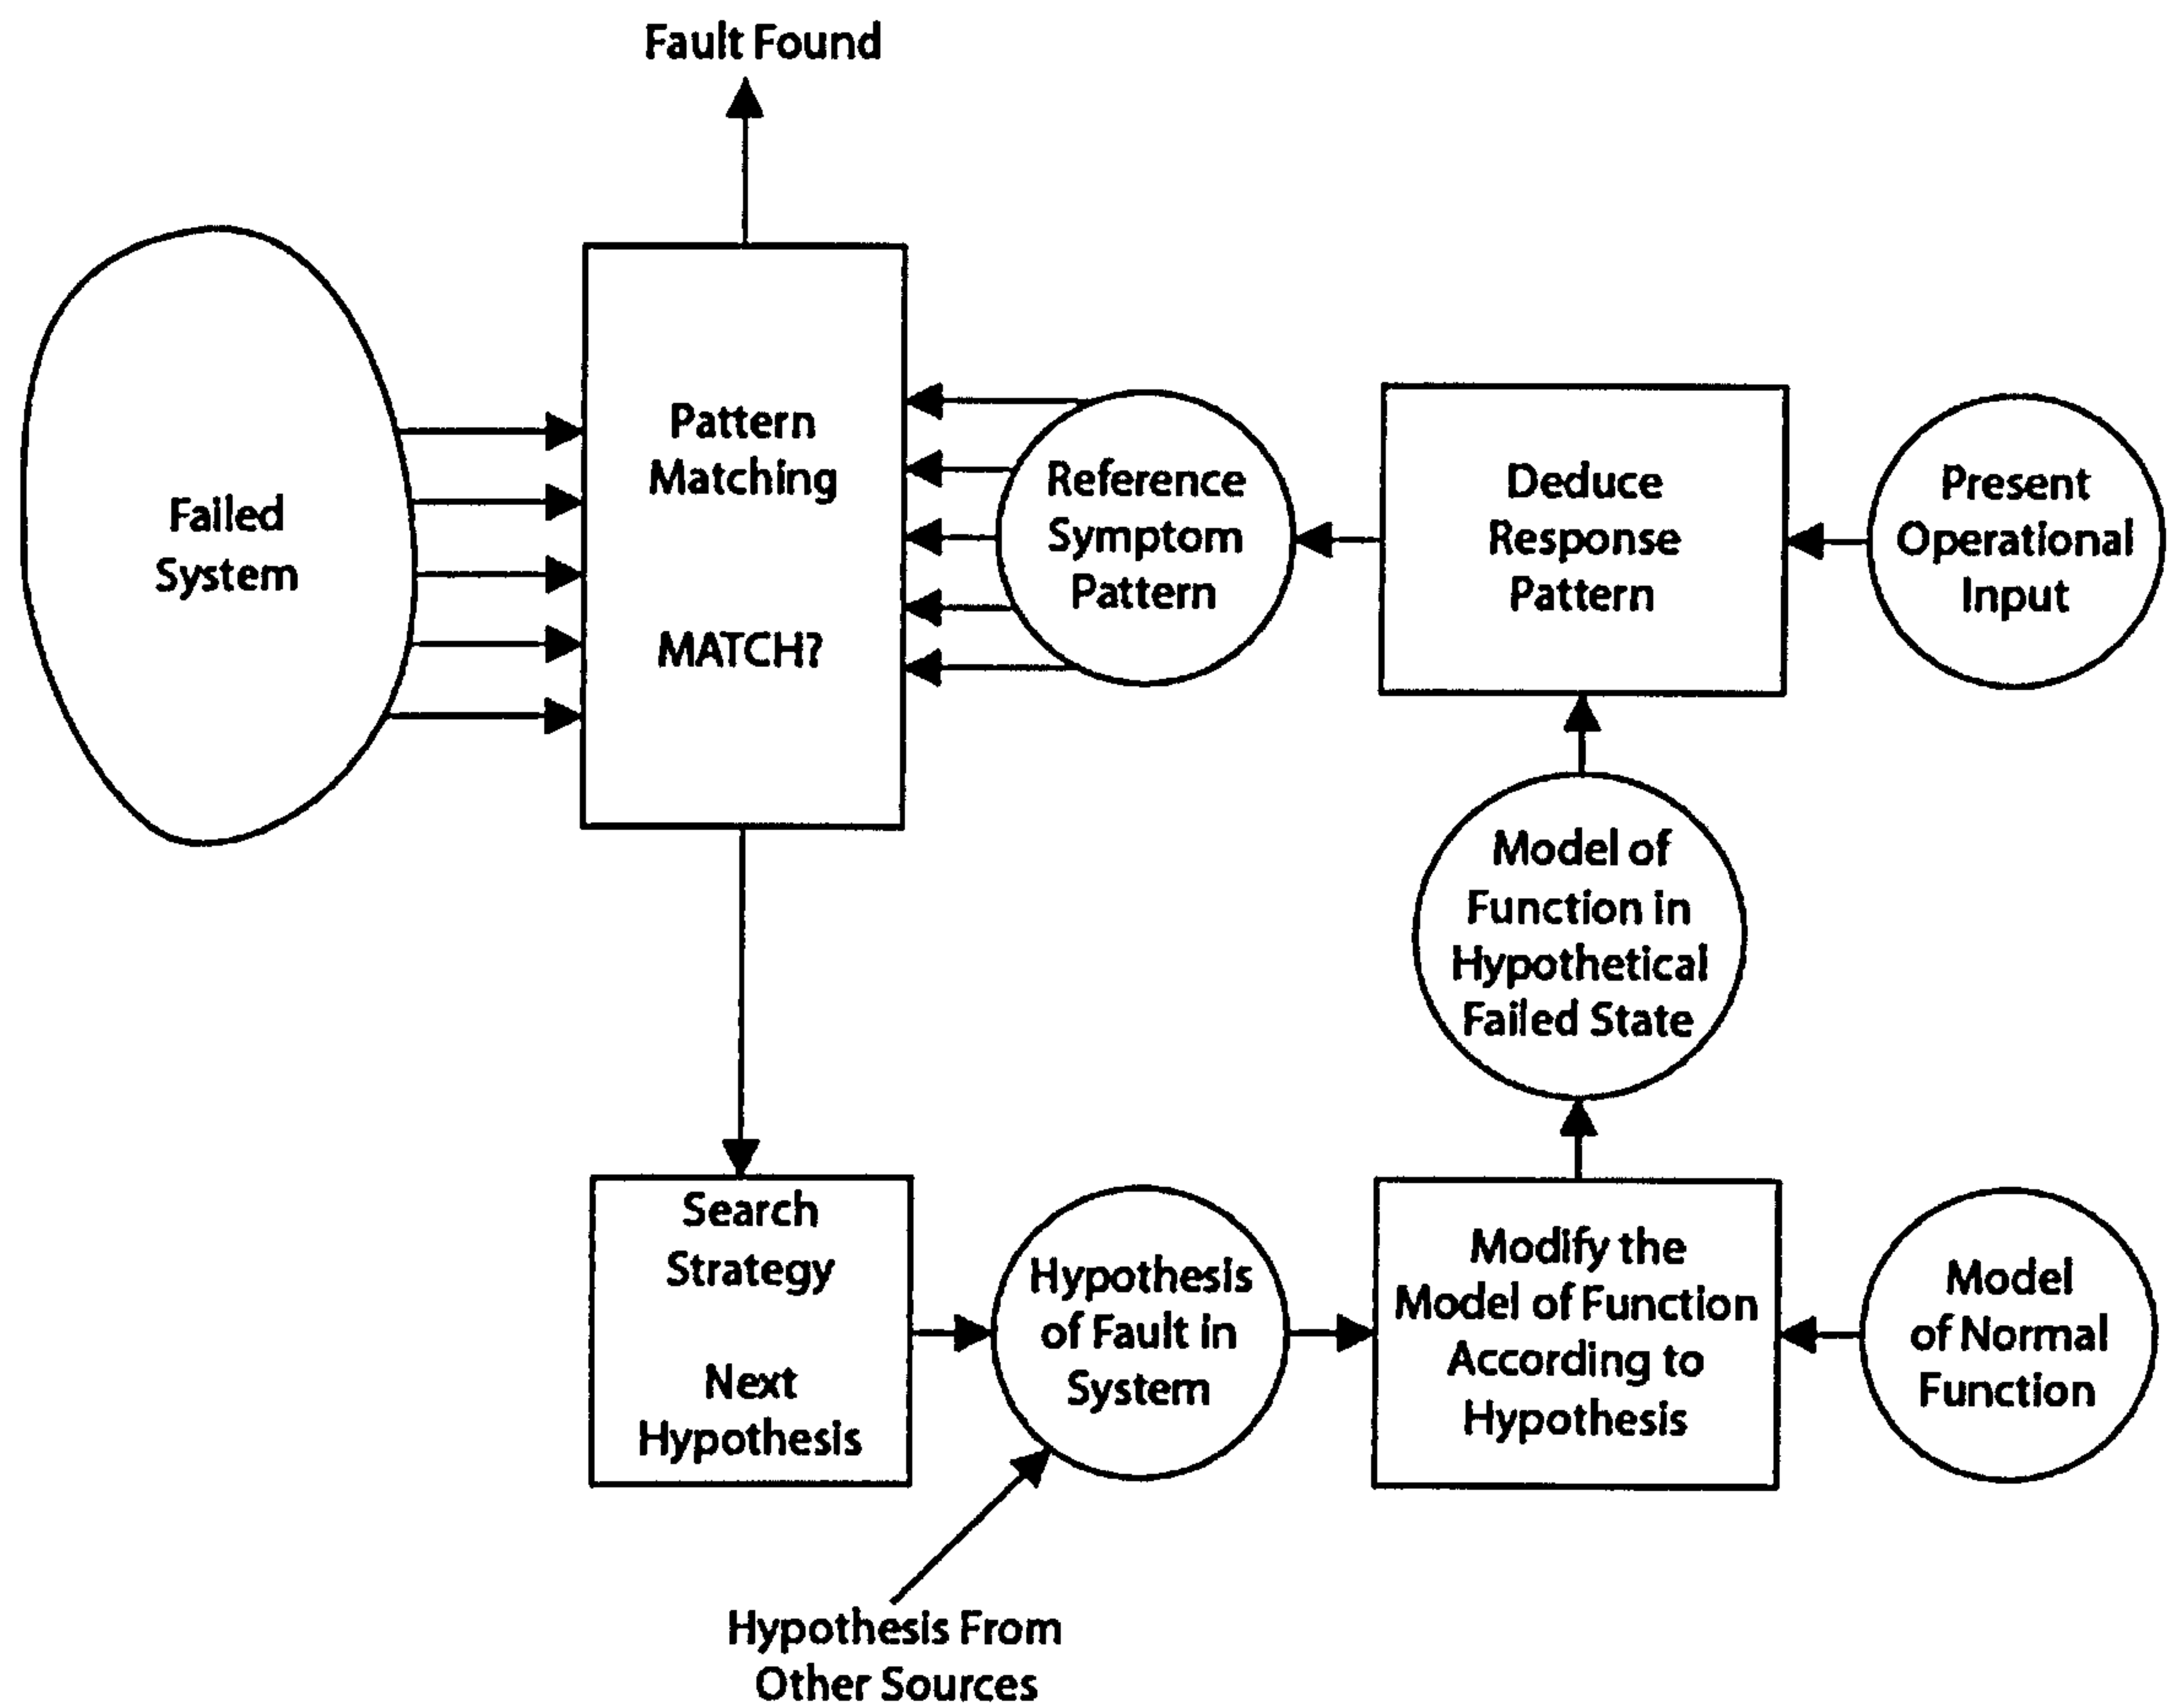 Fault Found
Failed
System
Pattern
Matching
MATCH?
Reference
Symptom
Pattern
Deduce
Response
Pattern
Present
Operational
Input
Model of
Function in
Hypothetical
Failed State
Search
Strategy
Next
Hypothesis
Hypothesis
of Fault in
System
Modify the
Model of Function
According to
Hypothesis
Model
of Normal
Function
Hypothesis From
Other Sources